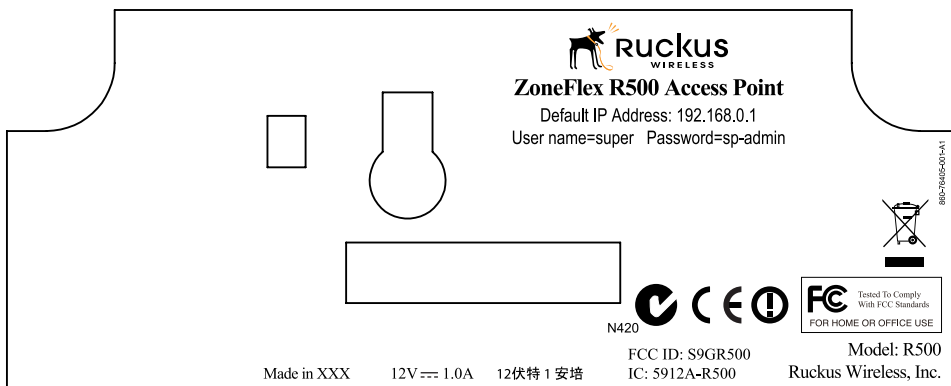 RUCKUS
WIRELESS
ZoneFlex R500 Access Point
Default IP Address: 192.168.0.1
User name=super Password=sp-admin
860-76405-001-A1
N420
CE
FC Tested To Comply
With FCC Standards
FOR HOME OR OFFICE USE
FCC ID: S9GR500
IC: 5912A-R500
Model: R500
Ruckus Wireless, Inc.
Made in XXX 12V 1.0A 12伏特 1 安培